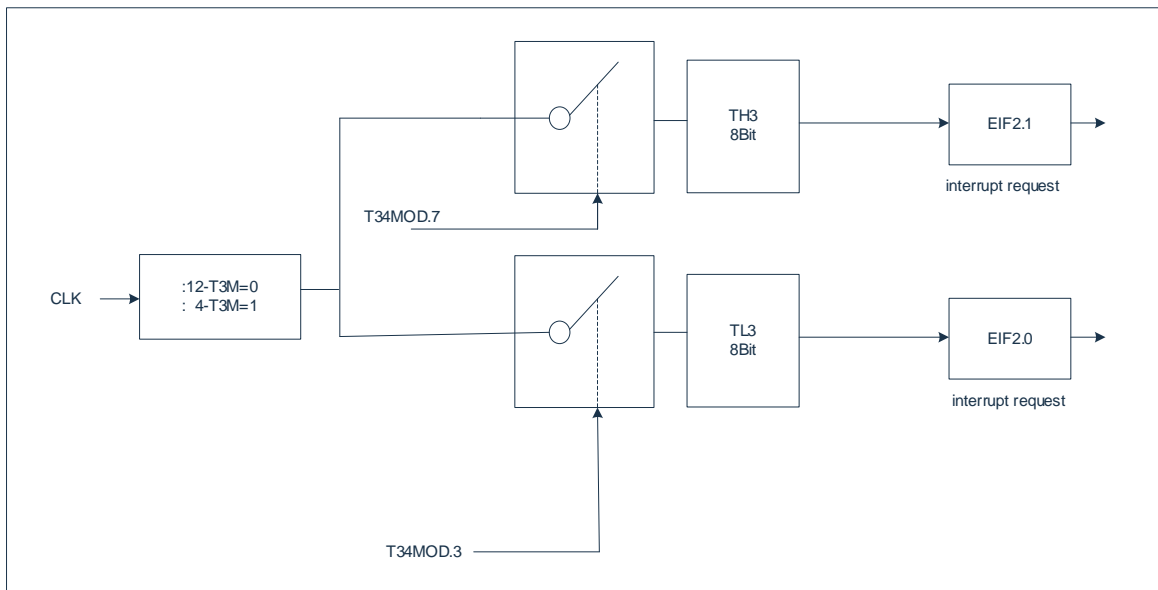 TH3
8Bit
EIF2.1
interrupt request
T34MOD.7
CLK
:12-T3M=0
: 4-T3M=1
TL3
8Bit
EIF2.0
interrupt request
T34MOD.3